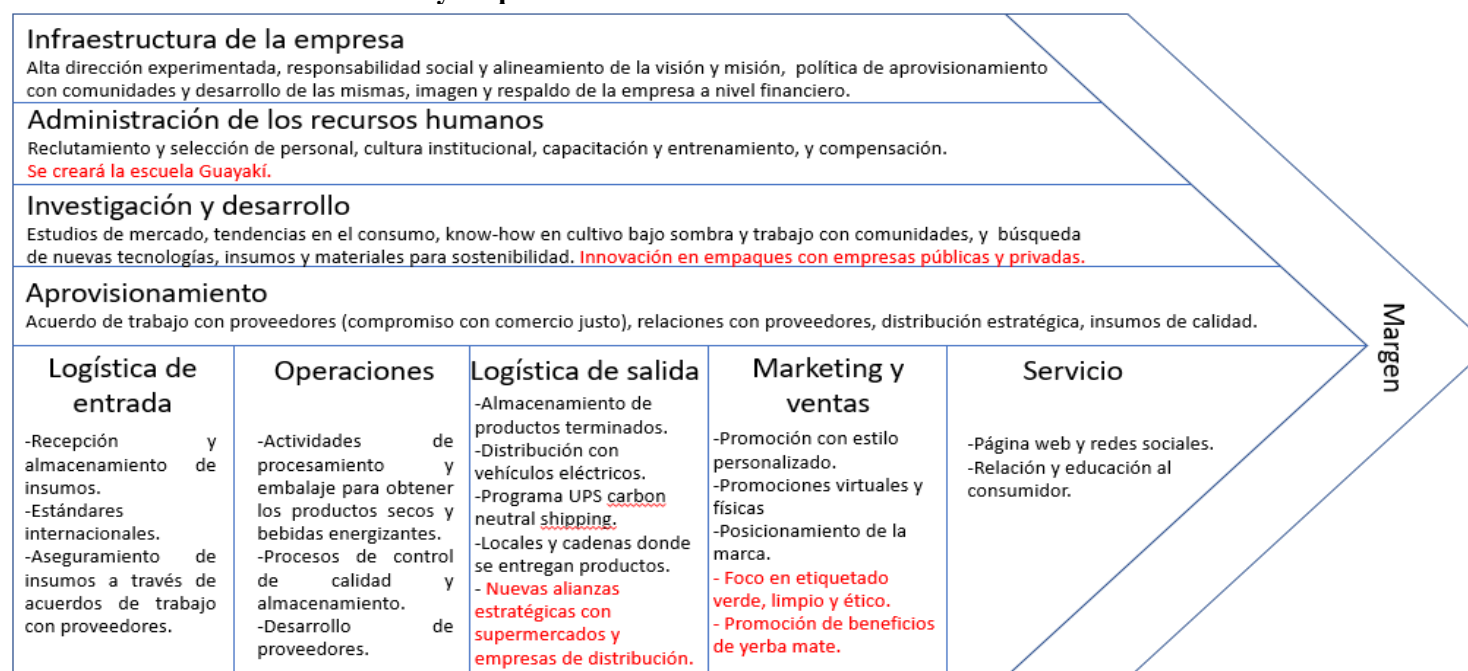 Infraestructura de la empresa
Alta dirección experimentada, responsabilidad social y alineamiento de la visión y misión, política de aprovisionamiento
con comunidades y desarrollo de las mismas, imagen y respaldo de la empresa a nivel financiero.
Administración de los recursos humanos
Reclutamiento y selección de personal, cultura institucional, capacitación y entrenamiento, y compensación.
Se creará la escuela Guayakí.
Investigación y desarrollo
Estudios de mercado, tendencias en el consumo, know-how en cultivo bajo sombra y trabajo con comunidades, y búsqueda
de nuevas tecnologías, insumos y materiales para sostenibilidad. Innovación en empaques con empresas públicas y privadas.
Aprovisionamiento
Acuerdo de trabajo con proveedores (compromiso con comercio justo), relaciones con proveedores, distribución estratégica, insumos de calidad.
Margen
Logística de
entrada
-Recepción y
almacenamiento de
insumos.
-Estándares
internacionales.
-Aseguramiento de
insumos a través de
acuerdos de trabajo
con proveedores.
Operaciones
-Actividades de
procesamiento y
embalaje para obtener
los productos secos y
bebidas energizantes.
-Procesos de control
de calidad y
almacenamiento.
-Desarrollo de
proveedores.
Logística de salida
-Almacenamiento de
productos terminados.
-Distribución con
vehículos eléctricos.
-Programa UPS carbon
neutral shipping.
-Locales y cadenas donde
se entregan productos.
- Nuevas alianzas
estratégicas con
supermercados y
empresas de distribución.
Marketing y
ventas
-Promoción con estilo
personalizado.
-Promociones virtuales y
físicas
-Posicionamiento de la
marca.
- Foco en etiquetado
verde, limpio y ético.
- Promoción de beneficios
de yerba mate.
Servicio
-Página web y redes sociales.
-Relación y educación al
consumidor.